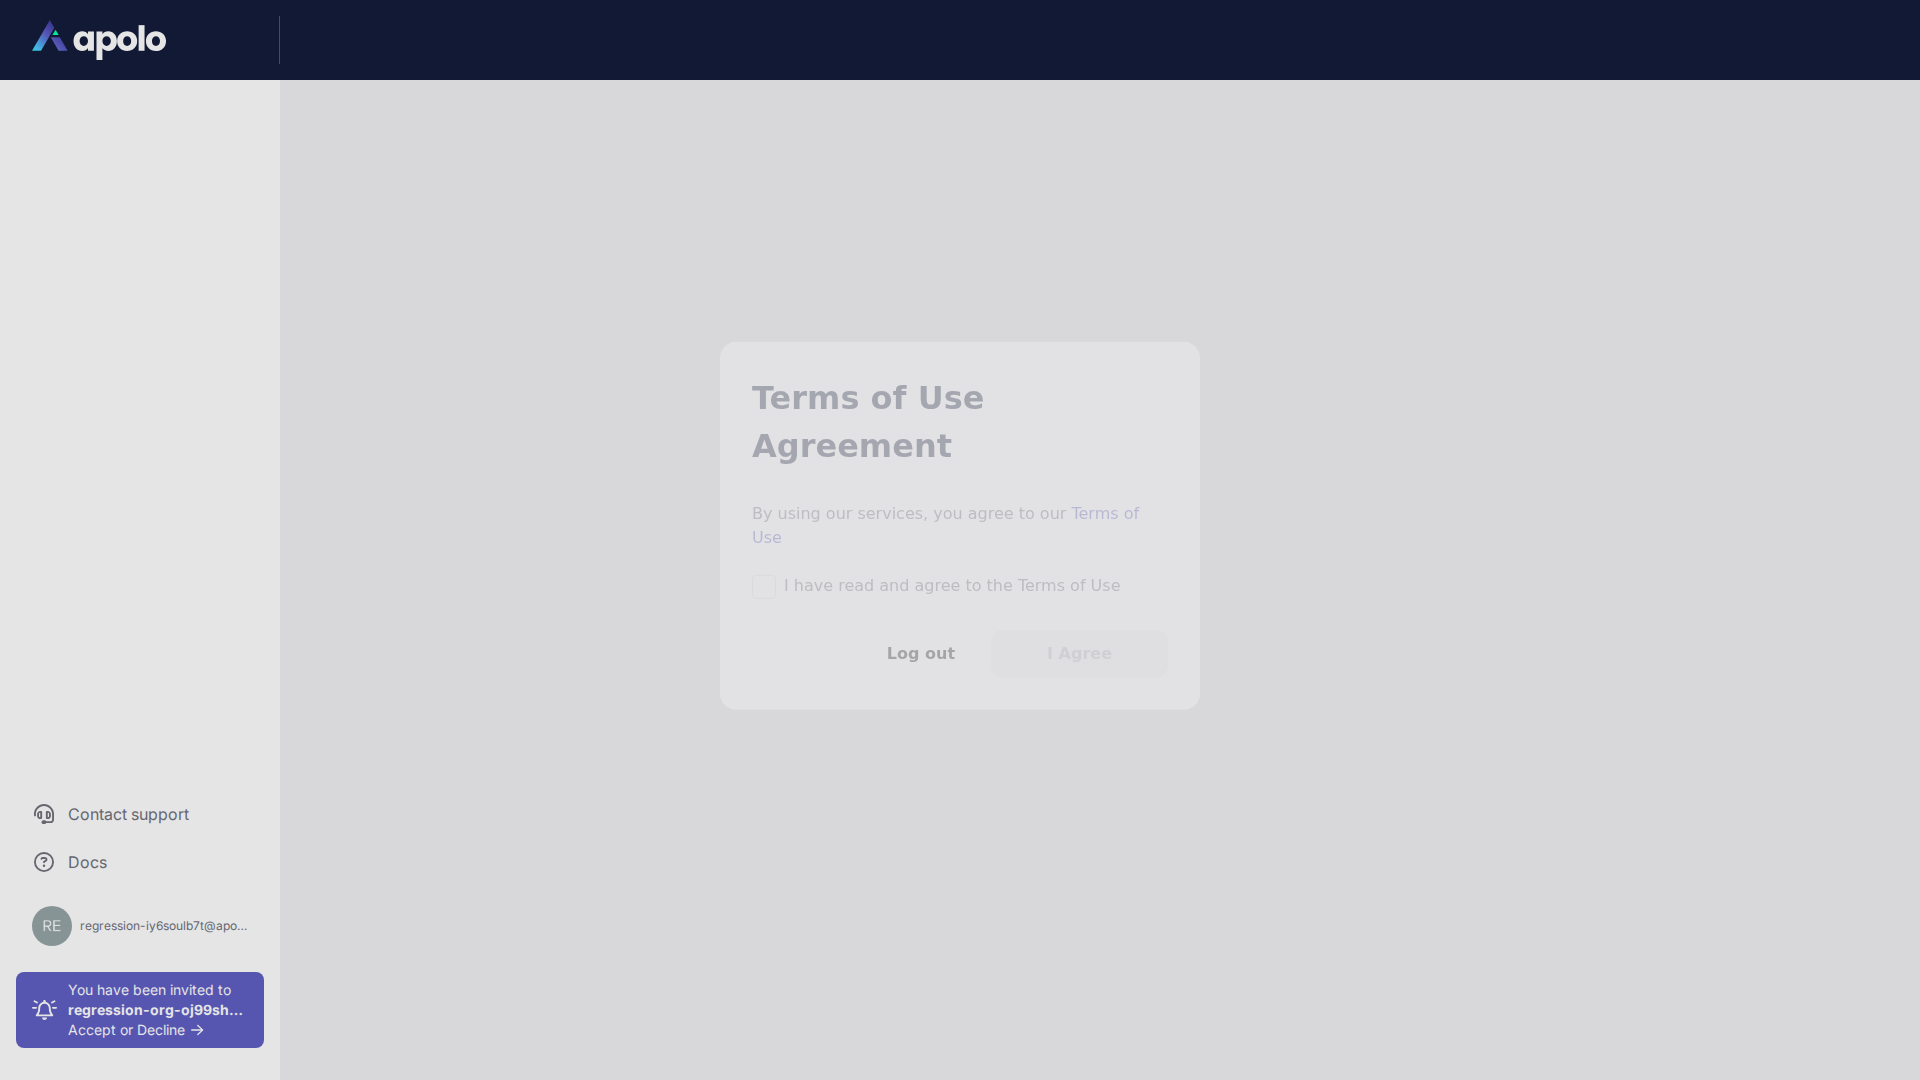 apolo
Terms of Use
Agreement
By using our services, you agree to our Terms of
Use
I have read and agree to the Terms of Use
Log out
I Agree
Contact support
Docs
RE
regression-iy6soulb7t@apo...
You have been invited to
regression-org-oj99sh...
Accept or Decline →